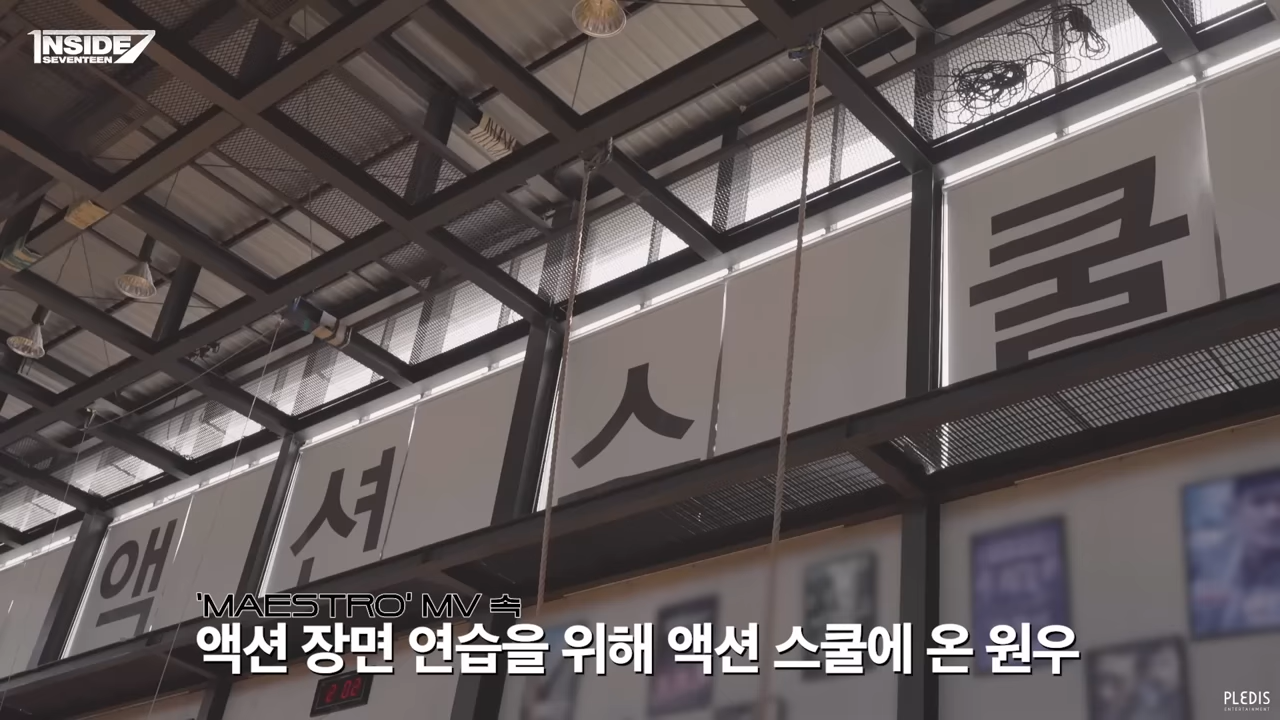 INSIDE
SEVENTEEN
액 션 스 쿨
'MAESTRO' MV 속
액션 장면 연습을 위해 액션 스쿨에 온 원우
2:02
PLEDIS
ENTERTAINMENT